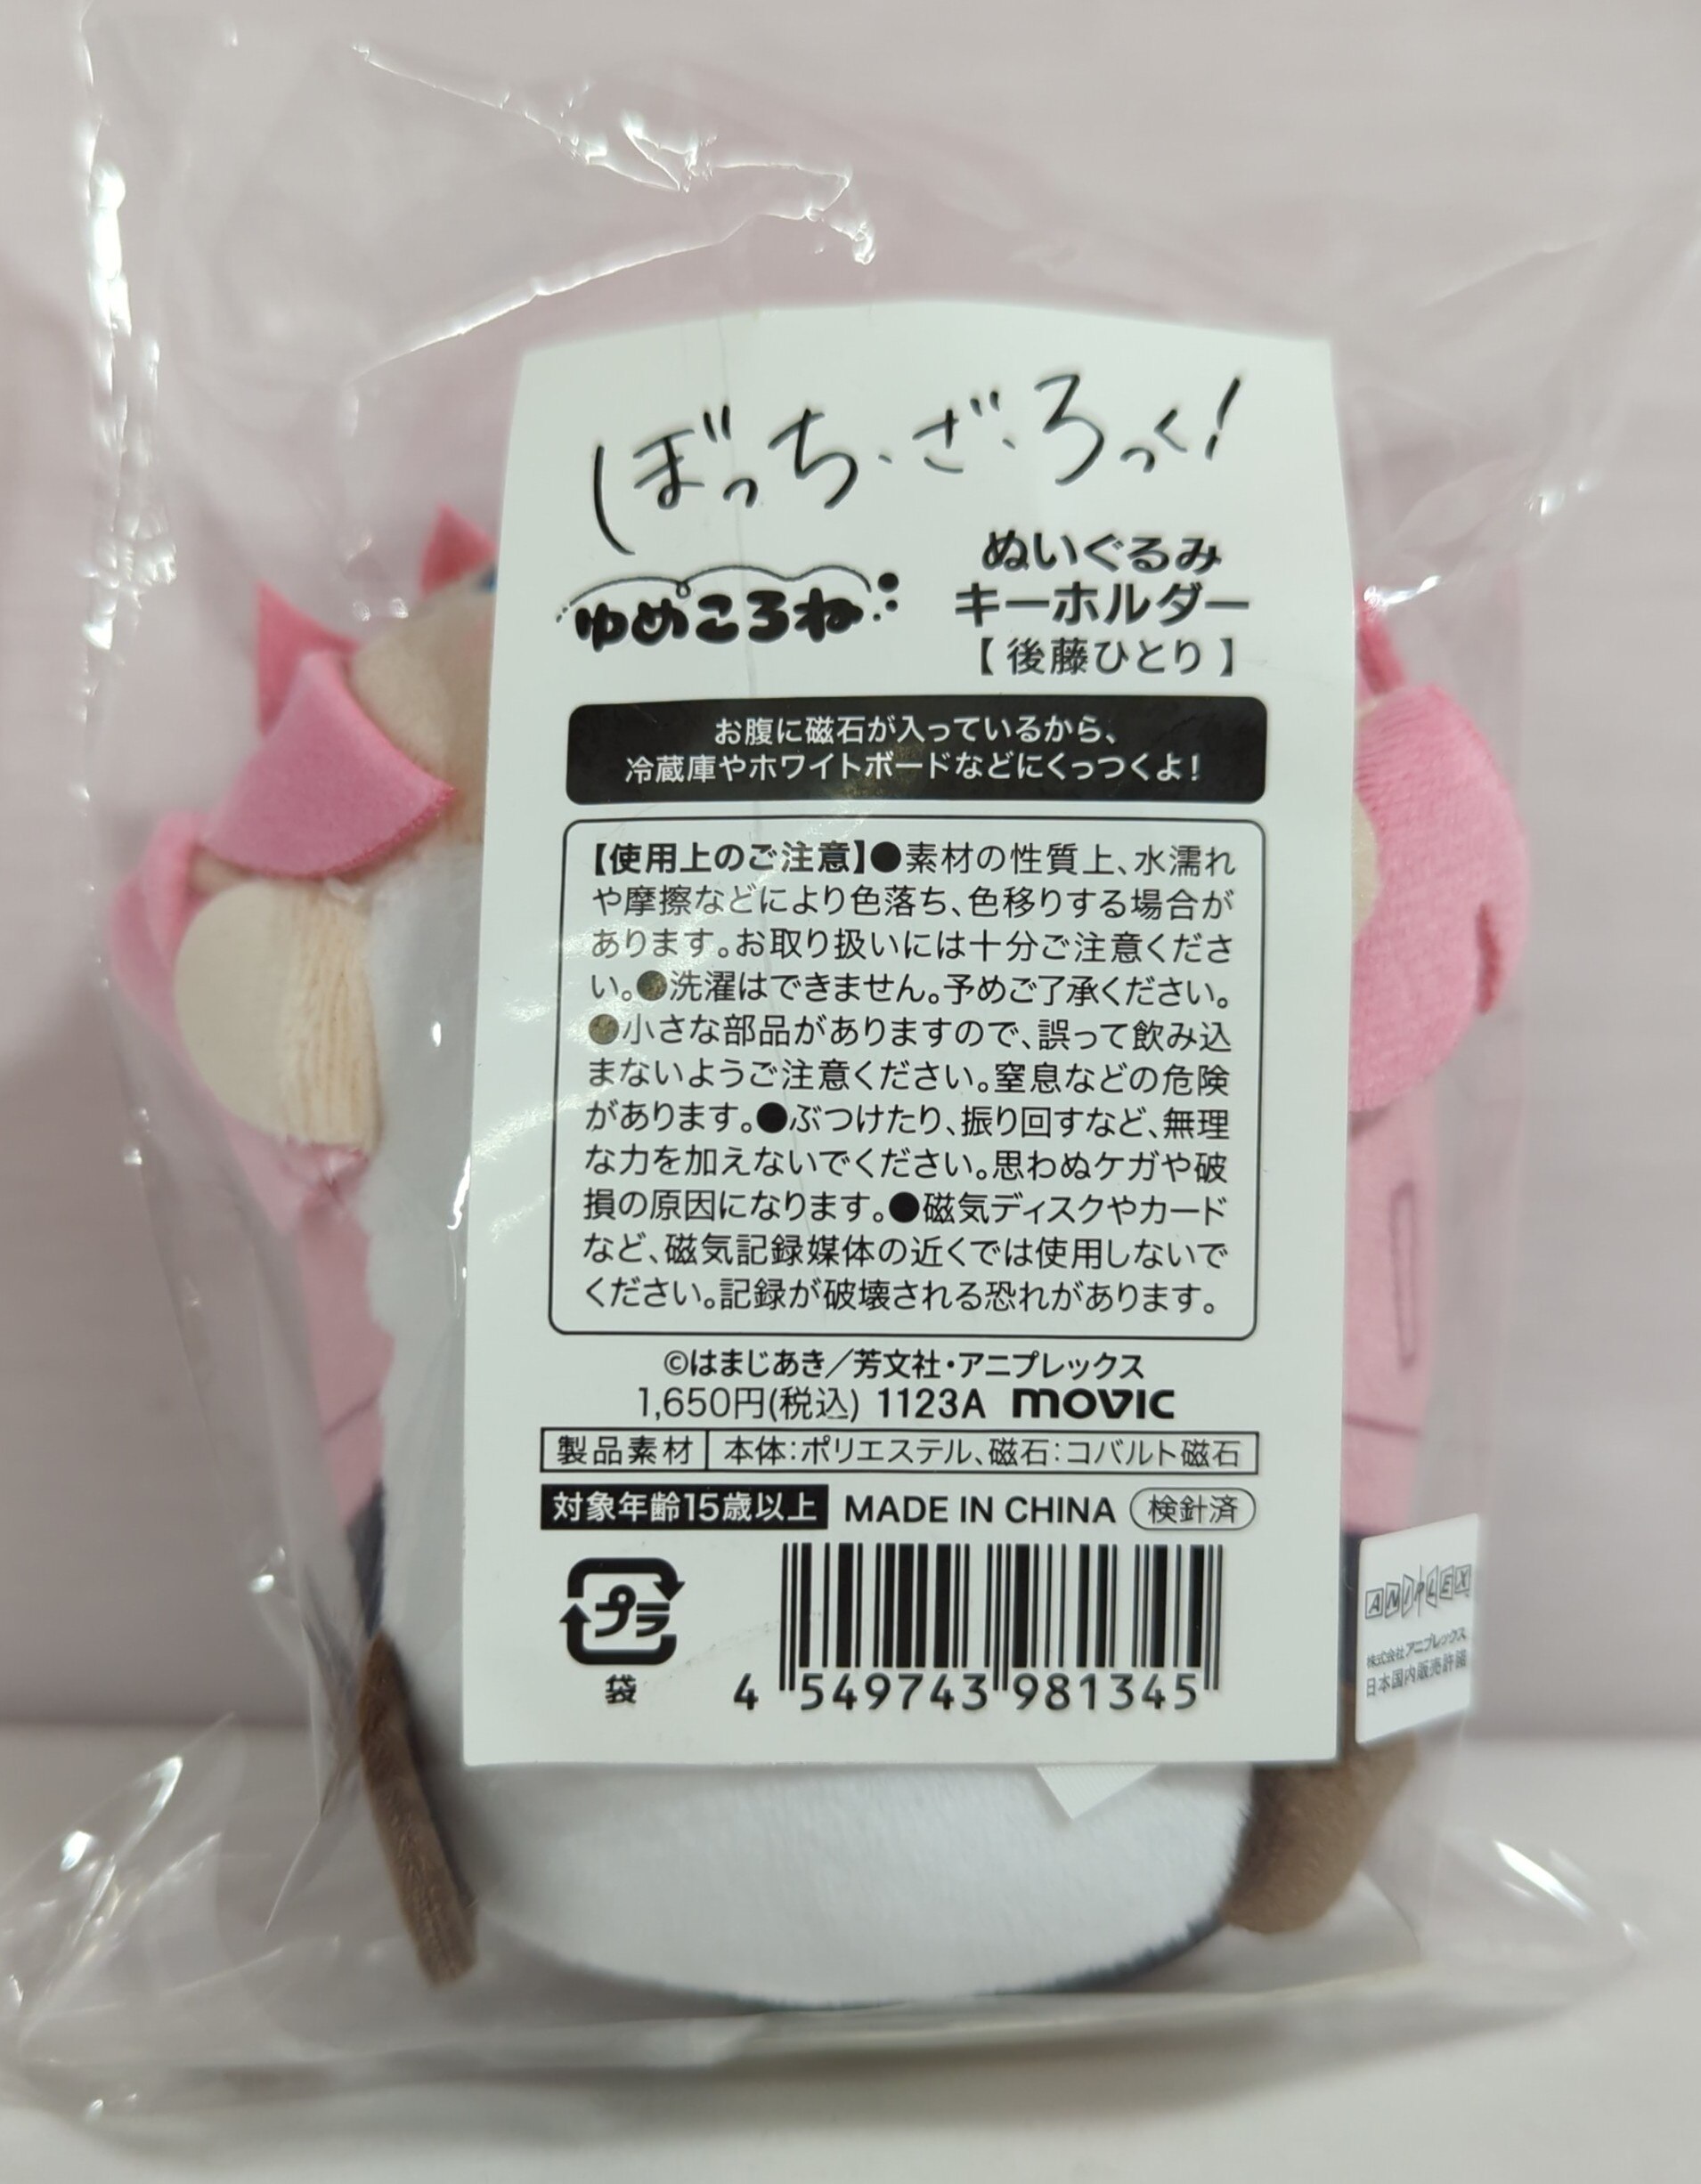 ぼっち・ざ・ろっく!
ゆめころね
ぬいぐるみ
キーホルダー
【後藤ひとり】
お腹に磁石が入っているから、
冷蔵庫やホワイトボードなどにくっつくよ!
【使用上のご注意】●素材の性質上、水濡れ
や摩擦などにより色落ち、色移りする場合が
あります。お取り扱いには十分ご注意くださ
い。●洗濯はできません。予めご了承ください。
●小さな部品がありますので、誤って飲み込
まないようご注意ください。窒息などの危険
があります。●ぶつけたり、振り回すなど、無理
な力を加えないでください。思わぬケガや破
損の原因になります。●磁気ディスクやカード
など、磁気記録媒体の近くでは使用しないで
ください。記録が破壊される恐れがあります。
©はまじあき/芳文社・アニプレックス
1,650円(税込) 1123A movic
製品素材 本体:ポリエステル、磁石:コバルト磁石
対象年齢15歳以上 MADE IN CHINA 検針済
プラ
袋
4 549743 981345
ANIPLEX
株式会社アニプレックス
日本国内販売許諾